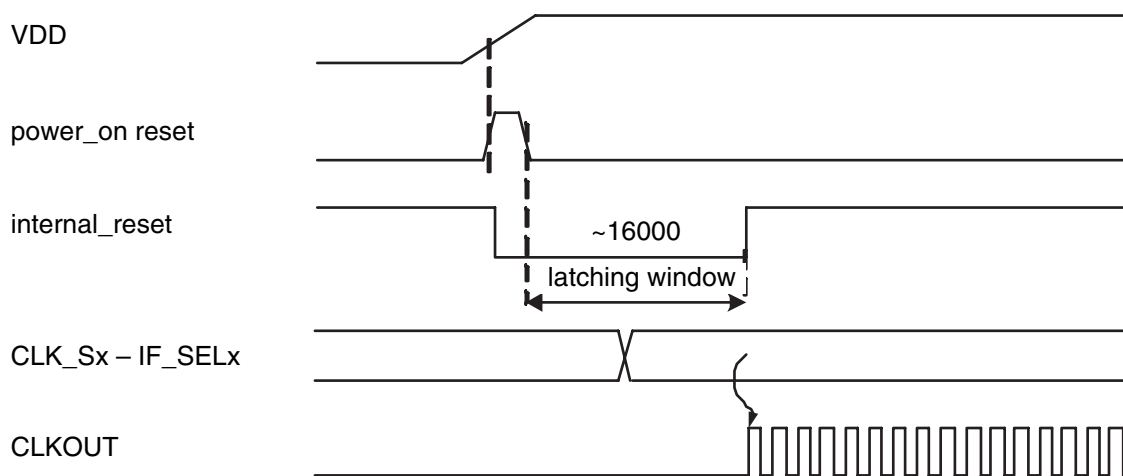 VDD
power_on reset
internal_reset
~16000
latching window
CLK_Sx – IF_SELx
CLKOUT